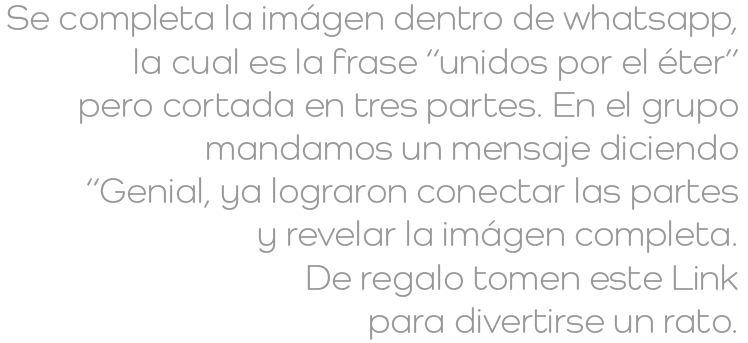 Se completa la imágen dentro de whatsapp,
la cual es la frase “unidos por el éter”
pero cortada en tres partes. En el grupo
mandamos un mensaje diciendo
“Genial, ya lograron conectar las partes
y revelar la imágen completa.
De regalo tomen este Link
para divertirse un rato.